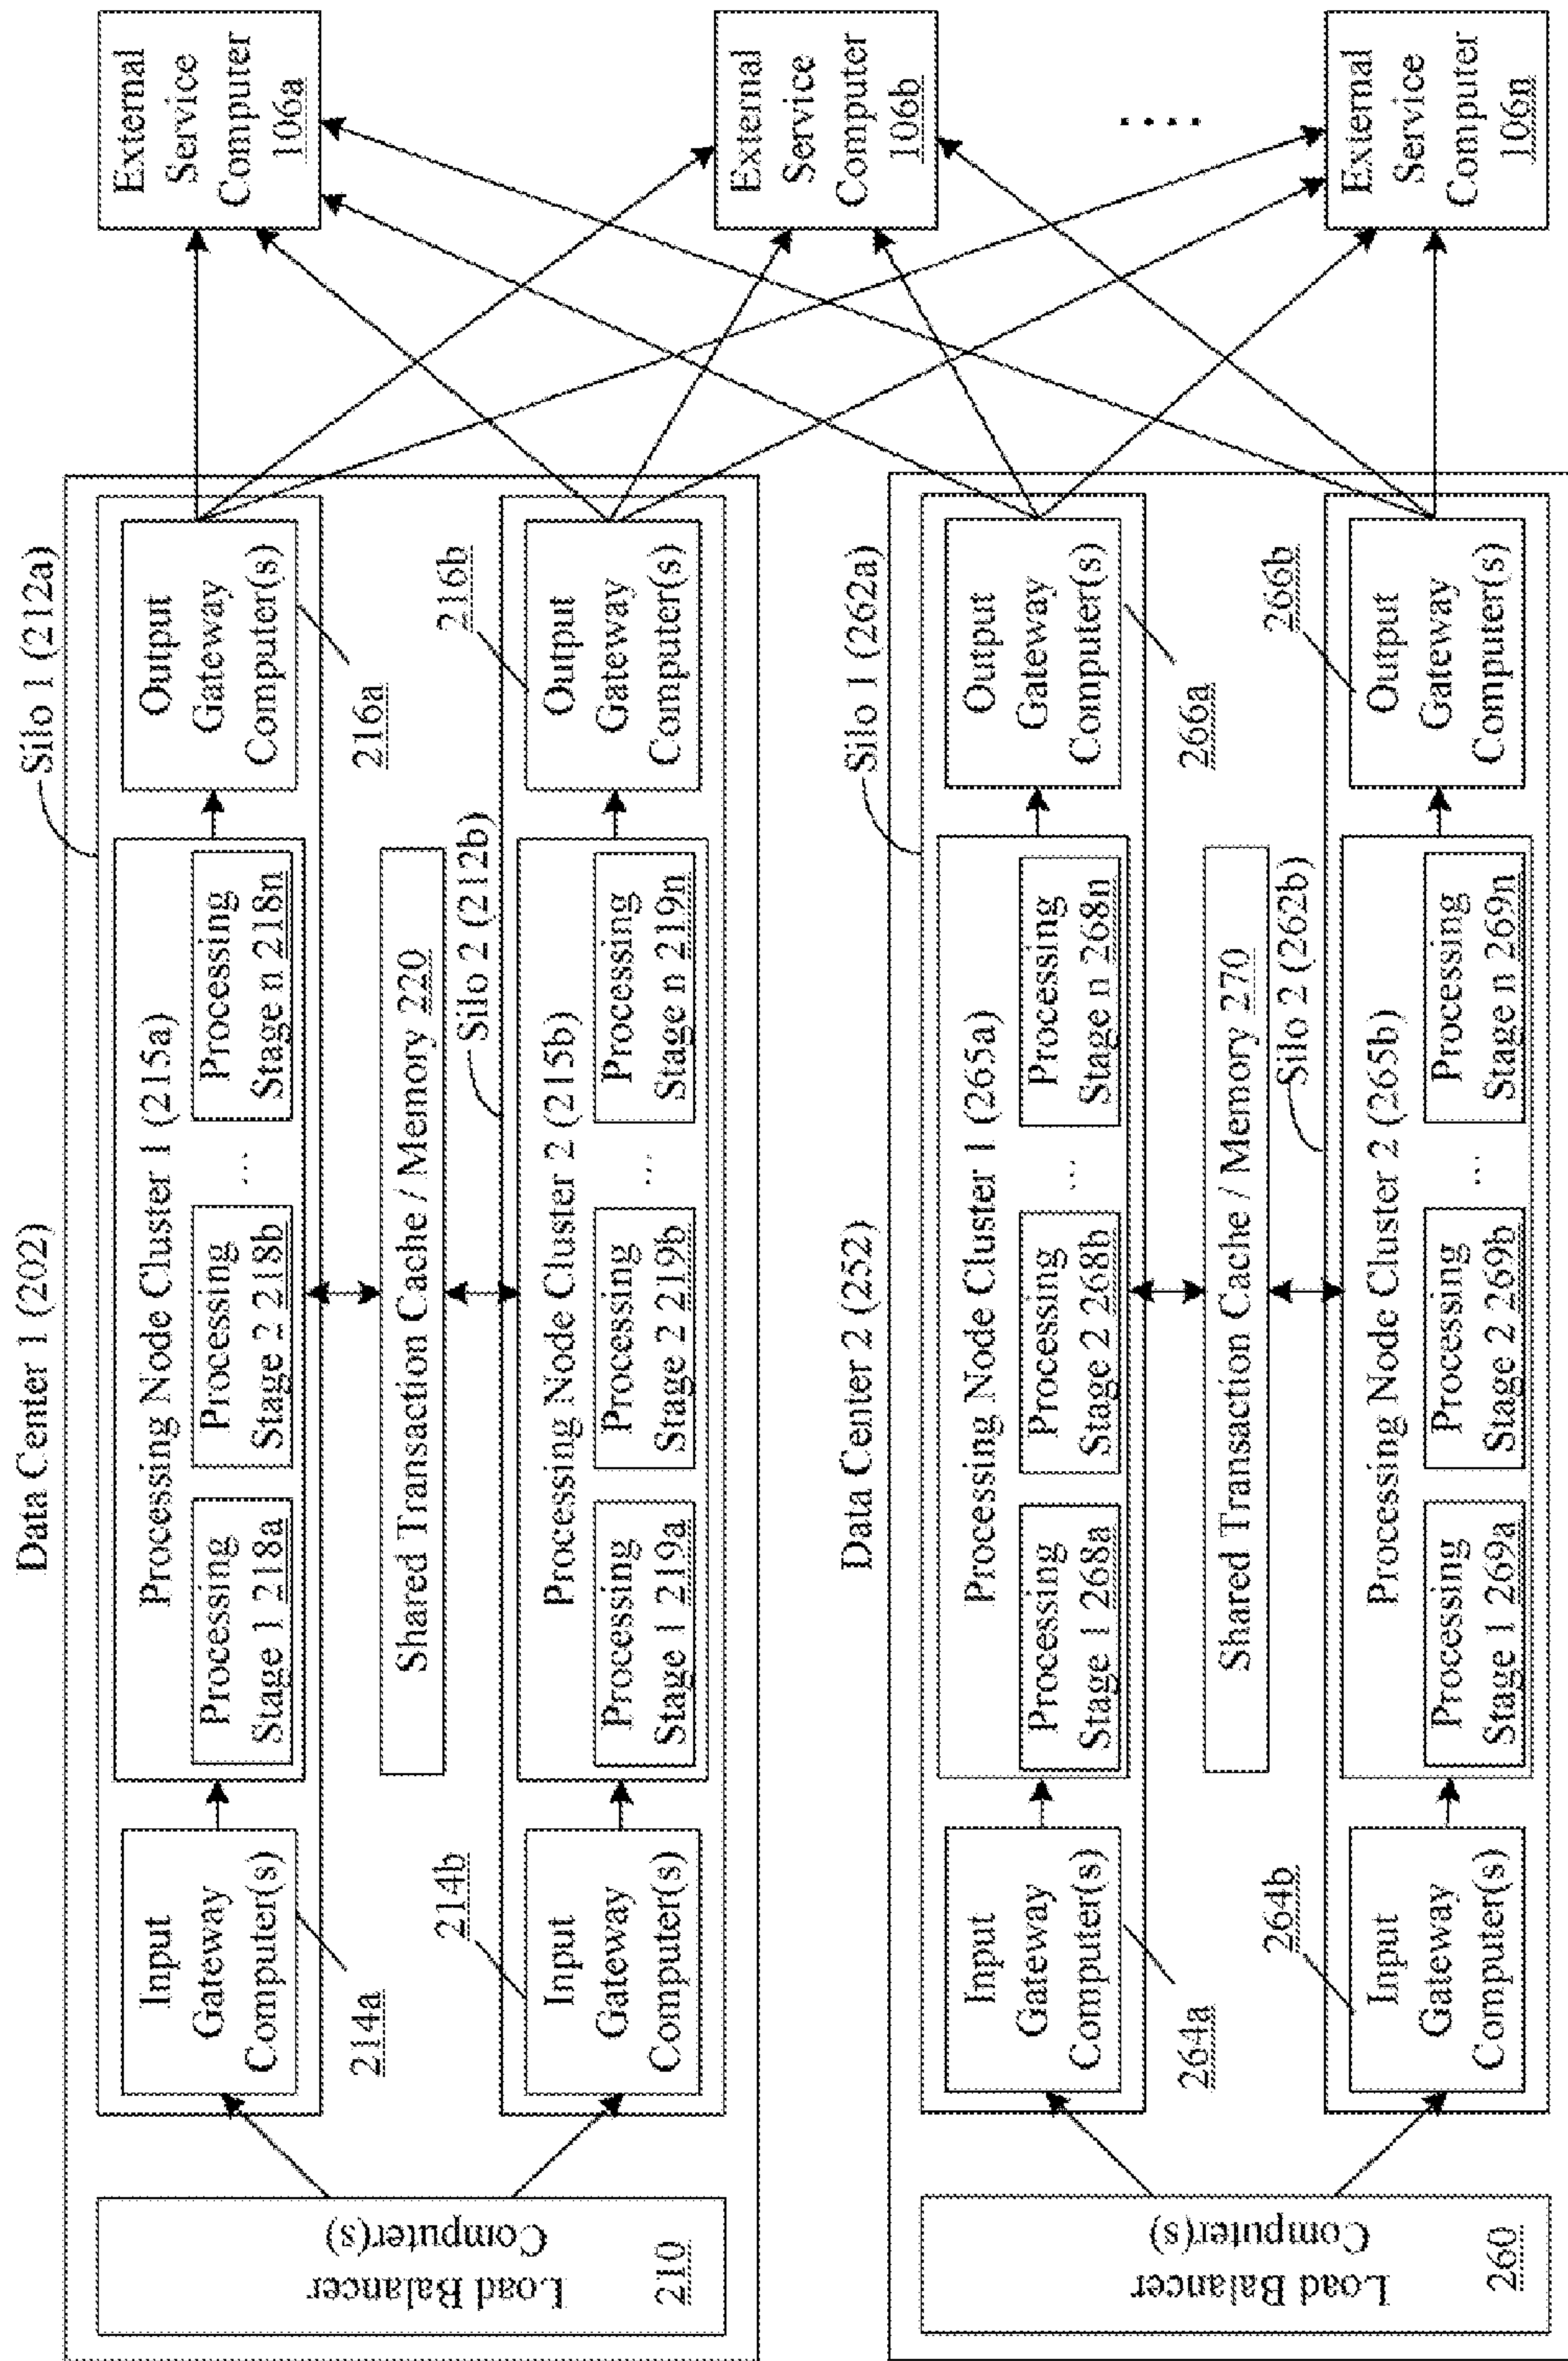 Data Center 1 (202)
Silo 1 (212a)
Load Balancer
Computer(s)
210
Input
Gateway
Computer(s)
214a
Processing Node Cluster 1 (215a)
Processing
Stage 1 218a
Processing
Stage 2 218b
...
Processing
Stage n 218n
Output
Gateway
Computer(s)
216a
Shared Transaction Cache / Memory 220
Silo 2 (212b)
214b
Input
Gateway
Computer(s)
Processing Node Cluster 2 (215b)
Processing
Stage 1 219a
Processing
Stage 2 219b
...
Processing
Stage n 219n
216b
Output
Gateway
Computer(s)
External
Service
Computer
106a
External
Service
Computer
106b
....
External
Service
Computer
106n
Data Center 2 (252)
Silo 1 (262a)
Load Balancer
Computer(s)
260
Input
Gateway
Computer(s)
264a
Processing Node Cluster 1 (265a)
Processing
Stage 1 268a
Processing
Stage 2 268b
...
Processing
Stage n 268n
Output
Gateway
Computer(s)
266a
Shared Transaction Cache / Memory 270
Silo 2 (262b)
264b
Input
Gateway
Computer(s)
Processing Node Cluster 2 (265b)
Processing
Stage 1 269a
Processing
Stage 2 269b
...
Processing
Stage n 269n
266b
Output
Gateway
Computer(s)